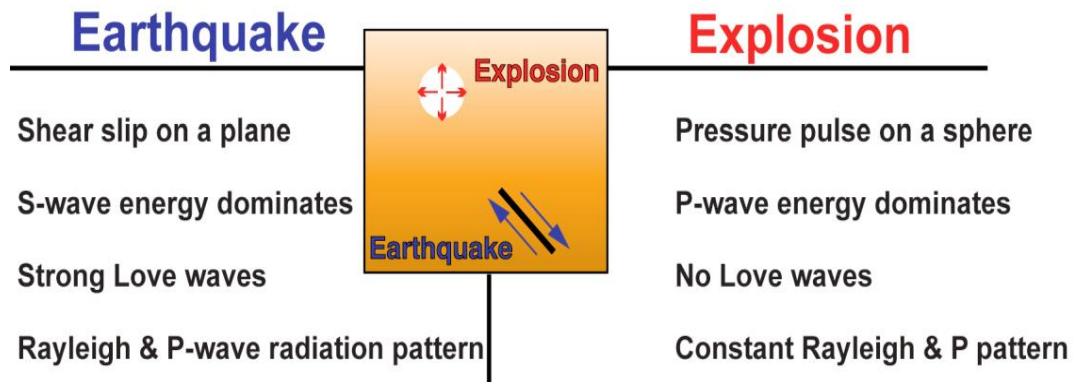 Earthquake
Explosion
Explosion
Earthquake
Shear slip on a plane
S-wave energy dominates
Strong Love waves
Rayleigh & P-wave radiation pattern
Pressure pulse on a sphere
P-wave energy dominates
No Love waves
Constant Rayleigh & P pattern